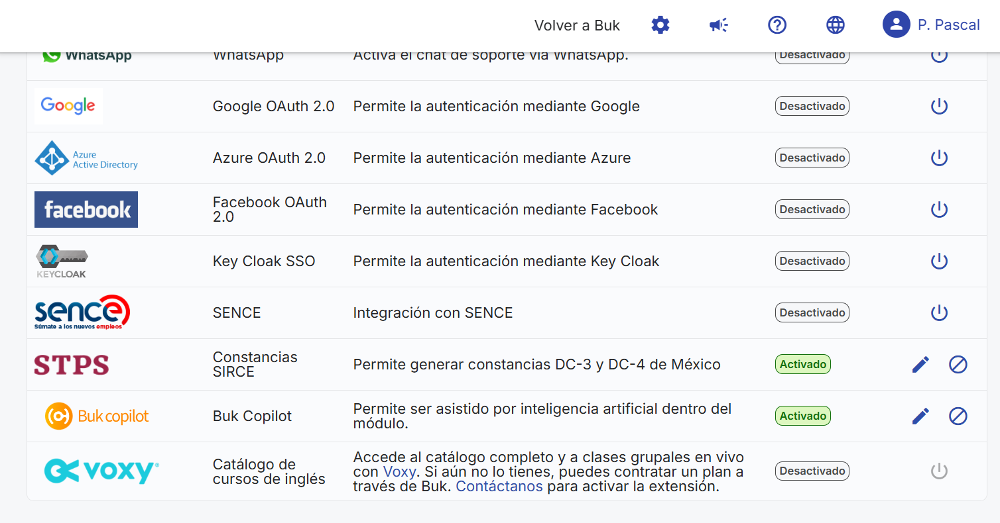 Volver a Buk
P. Pascal
WhatsApp
WhatsApp
Activa el chat de soporte vía WhatsApp.
Desactivado
Google
Google OAuth 2.0
Permite la autenticación mediante Google
Desactivado
Azure
Active Directory
Azure OAuth 2.0
Permite la autenticación mediante Azure
Desactivado
facebook
Facebook OAuth
2.0
Permite la autenticación mediante Facebook
Desactivado
KEYCLOAK
Key Cloak SSO
Permite la autenticación mediante Key Cloak
Desactivado
sence
Súmate a los nuevos empleos
SENCE
Integración con SENCE
Desactivado
STPS
Constancias
SIRCE
Permite generar constancias DC-3 y DC-4 de México
Activado
Buk copilot
Buk Copilot
Permite ser asistido por inteligencia artificial dentro del
módulo.
Activado
voxy®
Catálogo de
cursos de inglés
Accede al catálogo completo y a clases grupales en vivo
con Voxy. Si aún no lo tienes, puedes contratar un plan a
través de Buk. Contáctanos para activar la extensión.
Desactivado